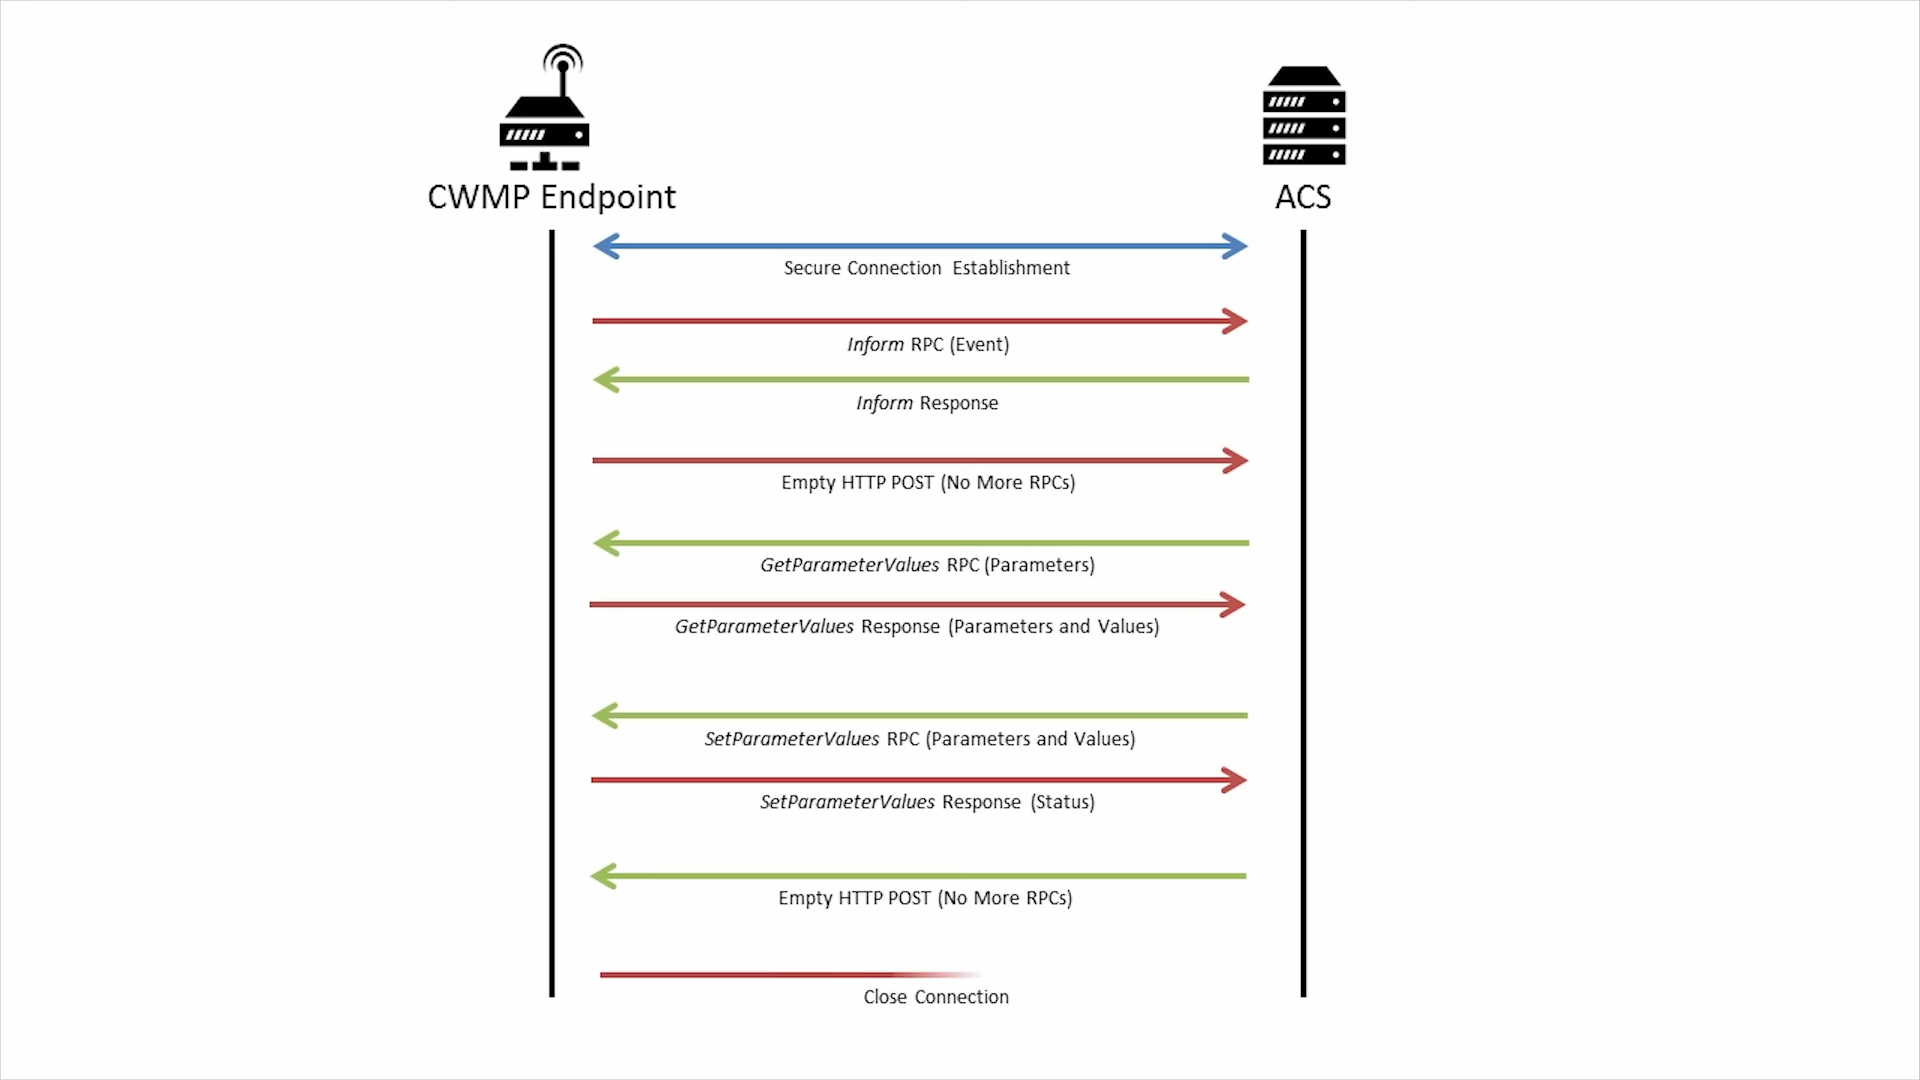 CWMP Endpoint
ACS
Secure Connection Establishment
Inform RPC (Event)
Inform Response
Empty HTTP POST (No More RPCs)
GetParameterValues RPC (Parameters)
GetParameterValues Response (Parameters and Values)
SetParameterValues RPC (Parameters and Values)
SetParameterValues Response (Status)
Empty HTTP POST (No More RPCs)
Close Connection